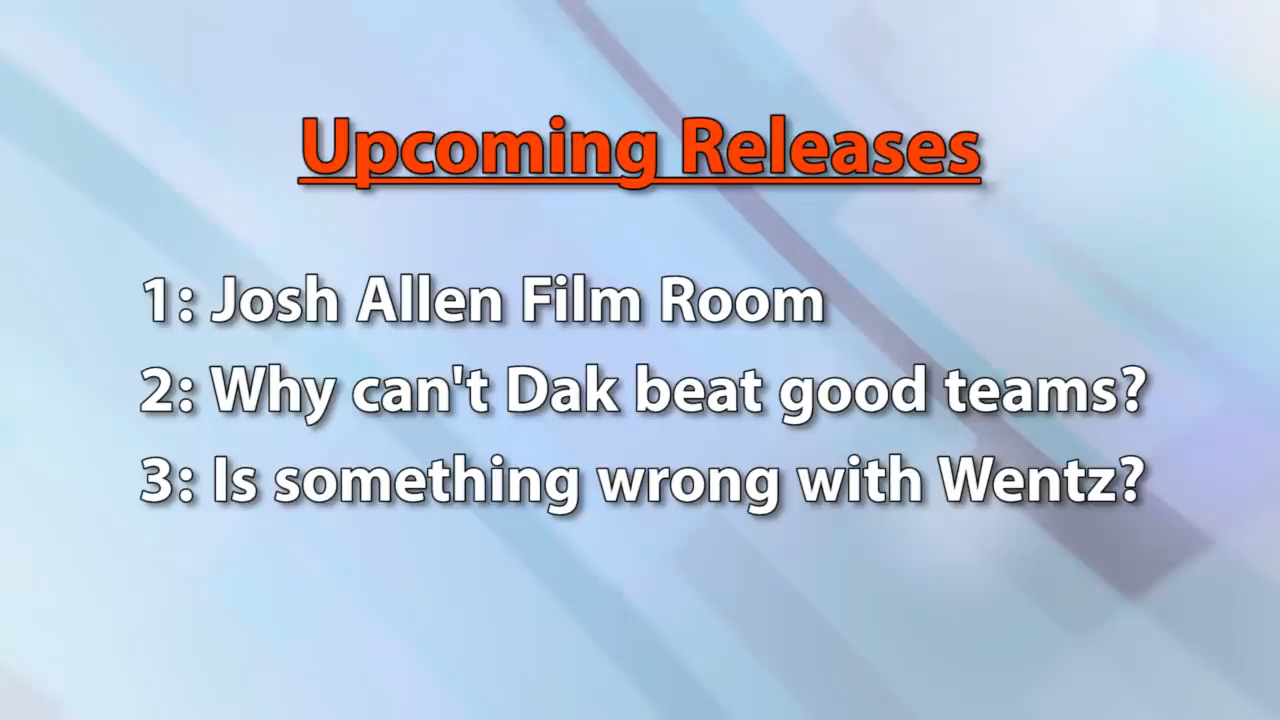 Upcoming Releases
1: Josh Allen Film Room
2: Why can't Dak beat good teams?
3: Is something wrong with Wentz?